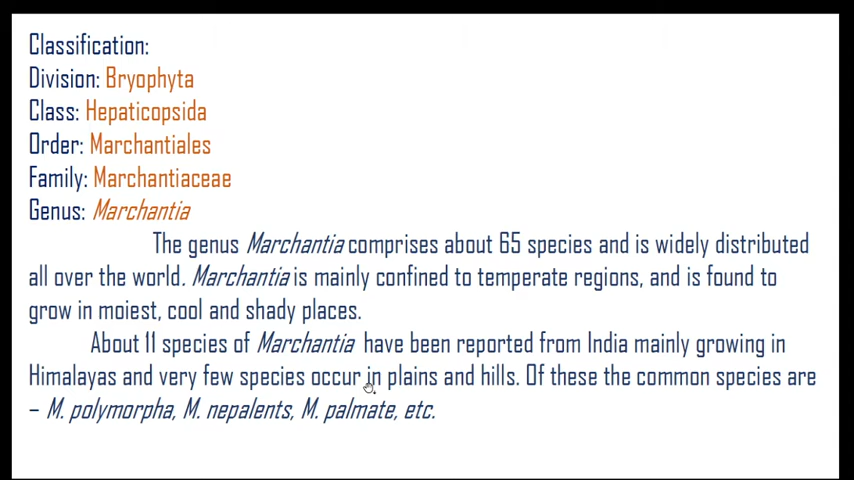 Classification:
Division: Bryophyta
Class: Hepaticopsida
Order: Marchantiales
Family: Marchantiaceae
Genus: Marchantia
The genus Marchantia comprises about 65 species and is widely distributed
all over the world. Marchantia is mainly confined to temperate regions, and is found to
grow in moiest, cool and shady places.
About 11 species of Marchantia have been reported from India mainly growing in
Himalayas and very few species occur in plains and hills. Of these the common species are
– M. polymorpha, M. nepalents, M. palmate, etc.